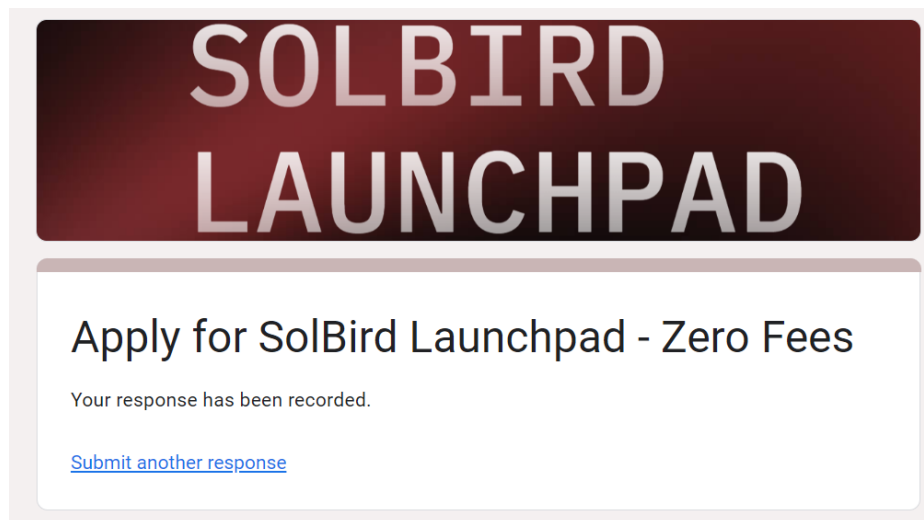 SOLBIRD
LAUNCHPAD
Apply for SolBird Launchpad - Zero Fees
Your response has been recorded.
Submit another response